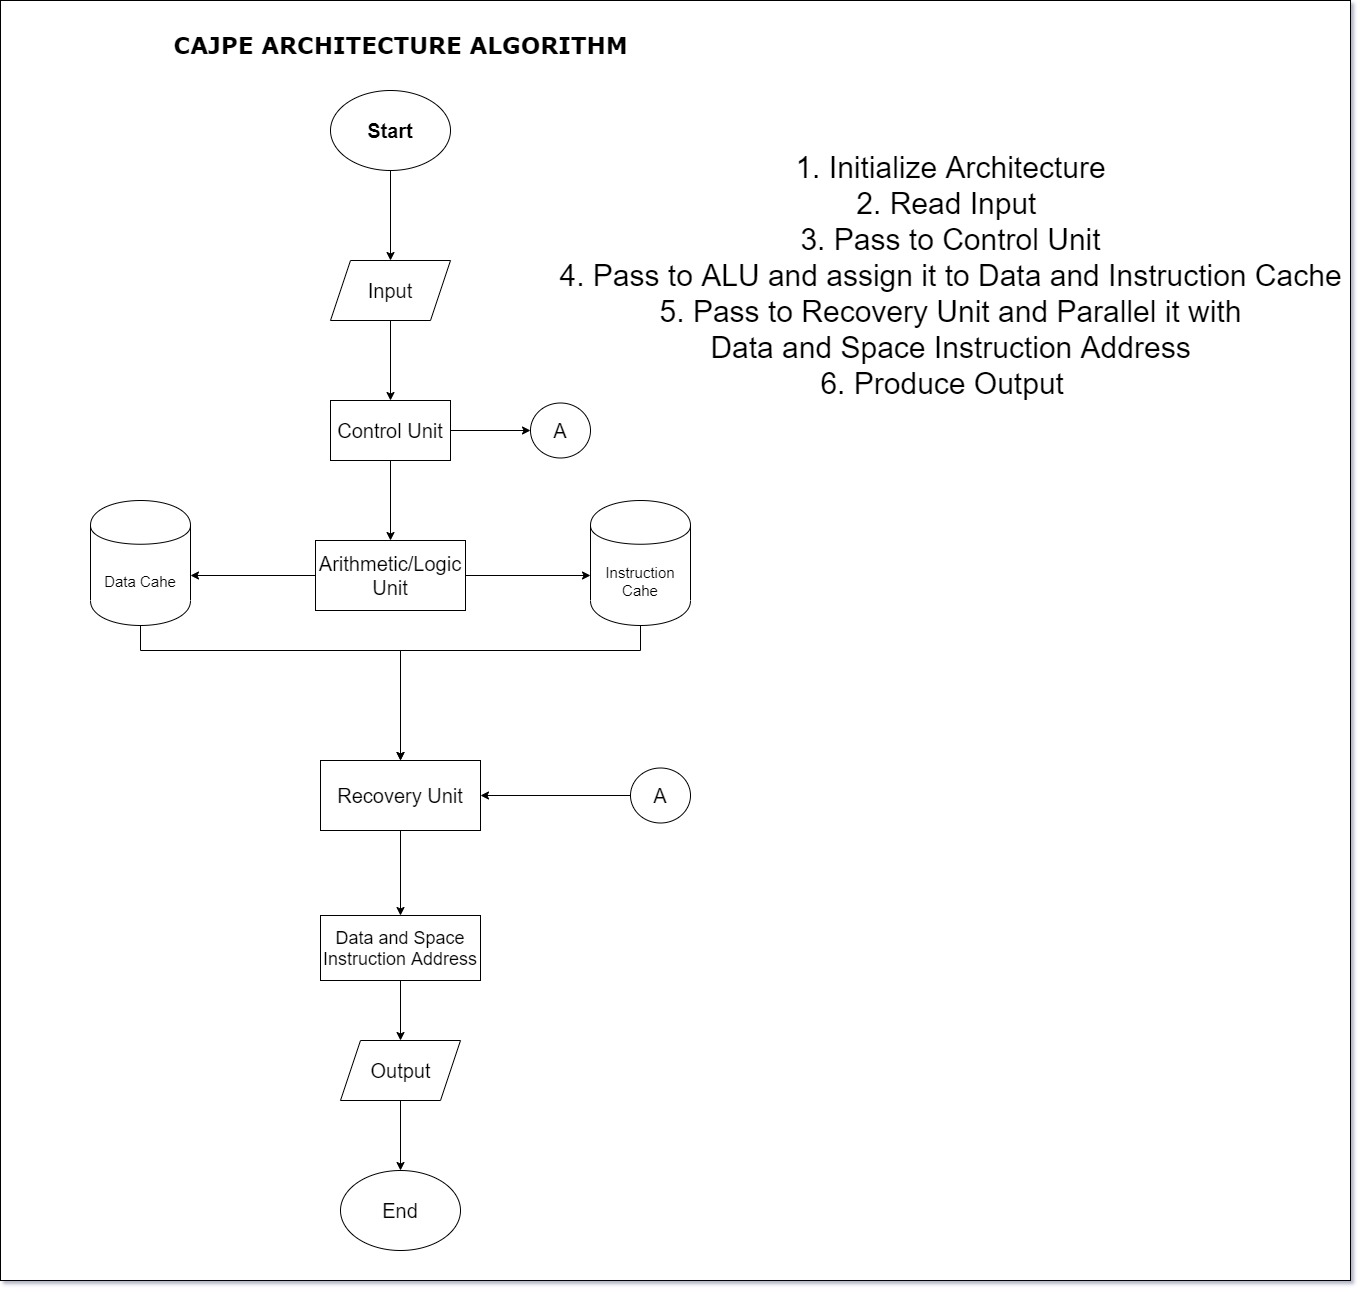 CAJPE ARCHITECTURE ALGORITHM
Start
1. Initialize Architecture
2. Read Input
3. Pass to Control Unit
4. Pass to ALU and assign it to Data and Instruction Cache
5. Pass to Recovery Unit and Parallel it with
Data and Space Instruction Address
6. Produce Output
Input
Control Unit
A
Data Cahe
Arithmetic/Logic
Unit
Instruction
Cahe
Recovery Unit
A
Data and Space
Instruction Address
Output
End